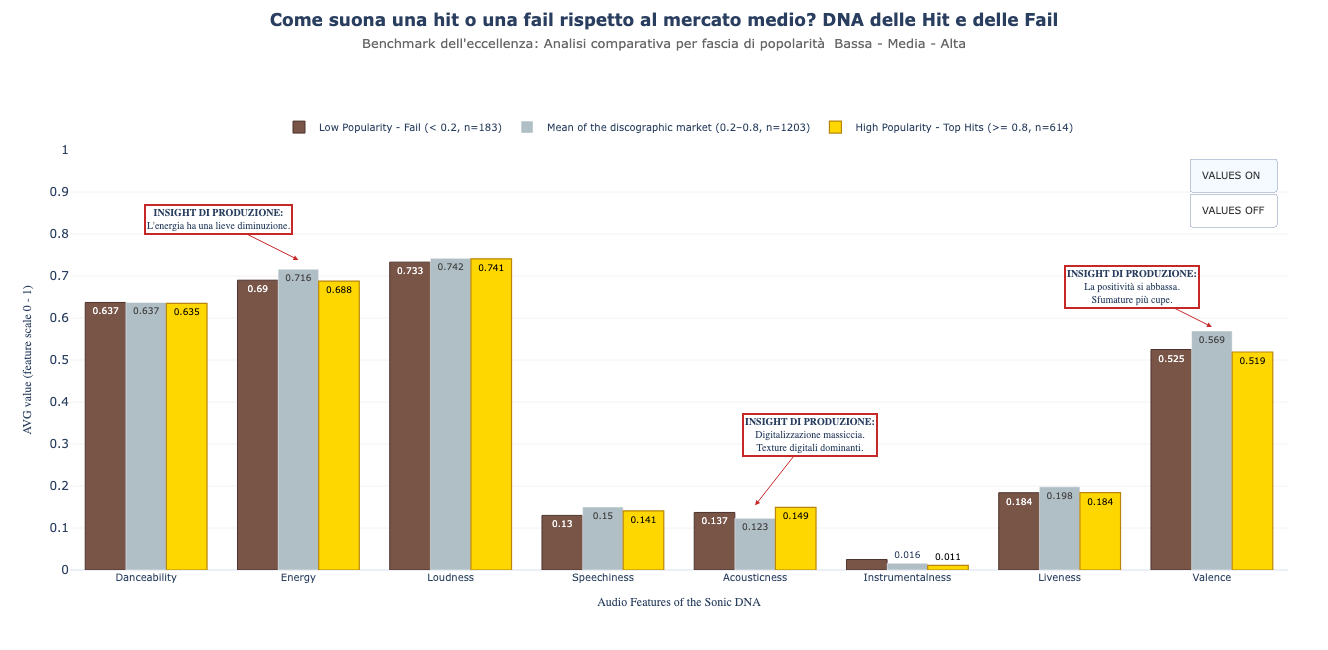 Come suona una hit o una fail rispetto al mercato medio? DNA delle Hit e delle Fail
Benchmark dell'eccellenza: Analisi comparativa per fascia di popolarità  Bassa - Media - Alta
Low Popularity - Fail (< 0.2, n=183)
Mean of the discographic market (0.2–0.8, n=1203)
High Popularity - Top Hits (>= 0.8, n=614)
VALUES ON
VALUES OFF
AVG value (feature scale 0 - 1)
1
0.9
0.8
0.7
0.6
0.5
0.4
0.3
0.2
0.1
0
INSIGHT DI PRODUZIONE:
L'energia ha una lieve diminuzione.
INSIGHT DI PRODUZIONE:
Digitalizzazione massiccia.
Texture digitali dominanti.
INSIGHT DI PRODUZIONE:
La positività si abbassa.
Sfumature più cupe.
0.637 0.637 0.635
0.69 0.716 0.688
0.733 0.742 0.741
0.13 0.15 0.141
0.137 0.123 0.149
0.016 0.011
0.184 0.198 0.184
0.525 0.569 0.519
Danceability
Energy
Loudness
Speechiness
Acousticness
Instrumentalness
Liveness
Valence
Audio Features of the Sonic DNA